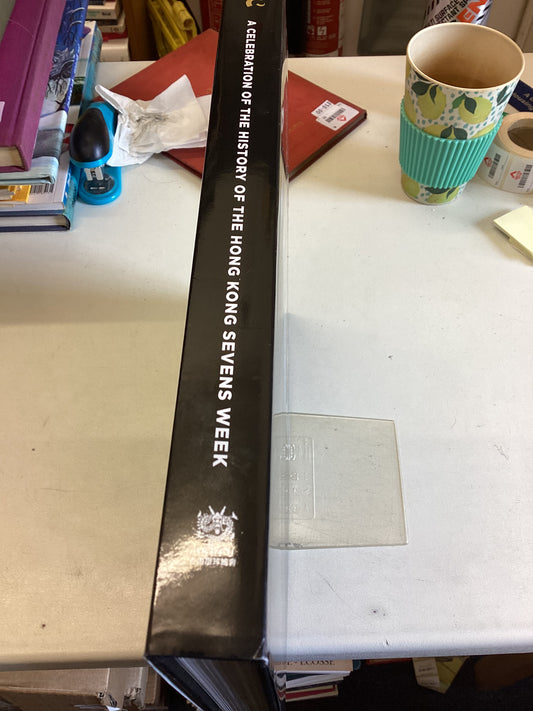 A CELEBRATION OF THE HISTORY OF THE HONG KONG SEVENS WEEK